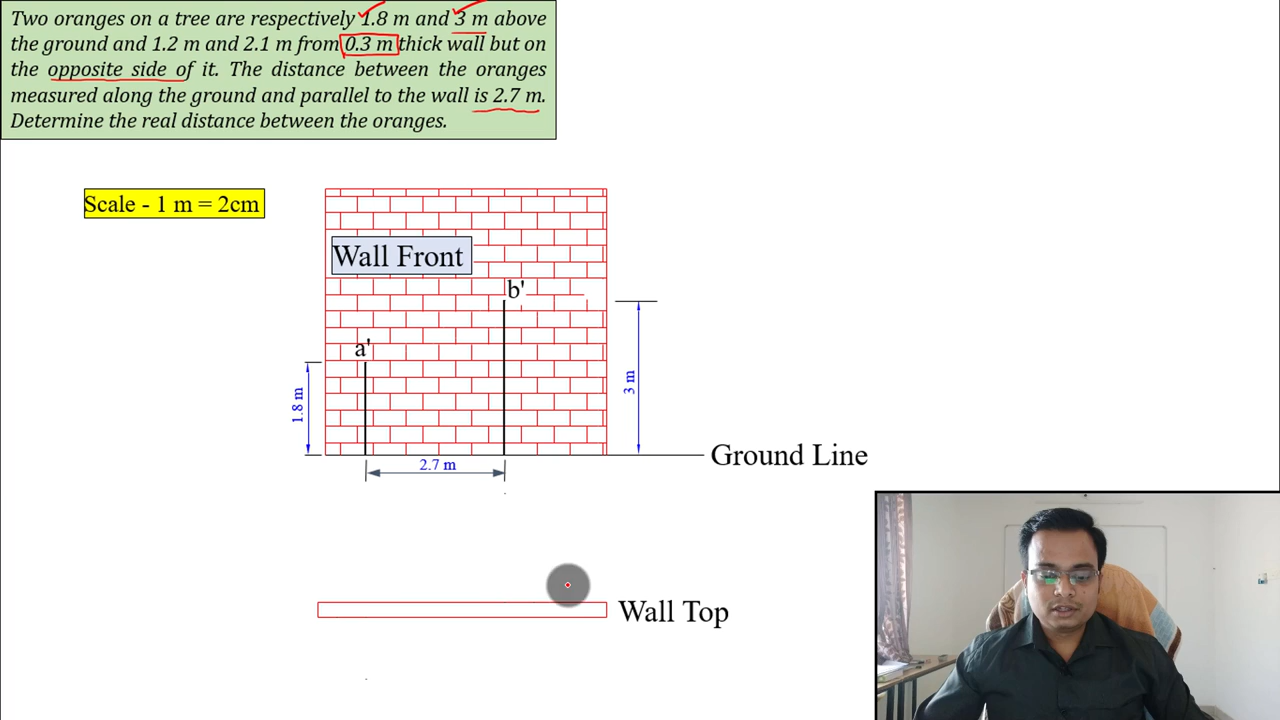 Two oranges on a tree are respectively 1.8 m and 3 m above
the ground and 1.2 m and 2.1 m from 0.3 m thick wall but on
the opposite side of it. The distance between the oranges
measured along the ground and parallel to the wall is 2.7 m.
Determine the real distance between the oranges.
Scale - 1 m = 2cm
Wall Front
b'
a'
1.8 m
3 m
2.7 m
Ground Line
Wall Top